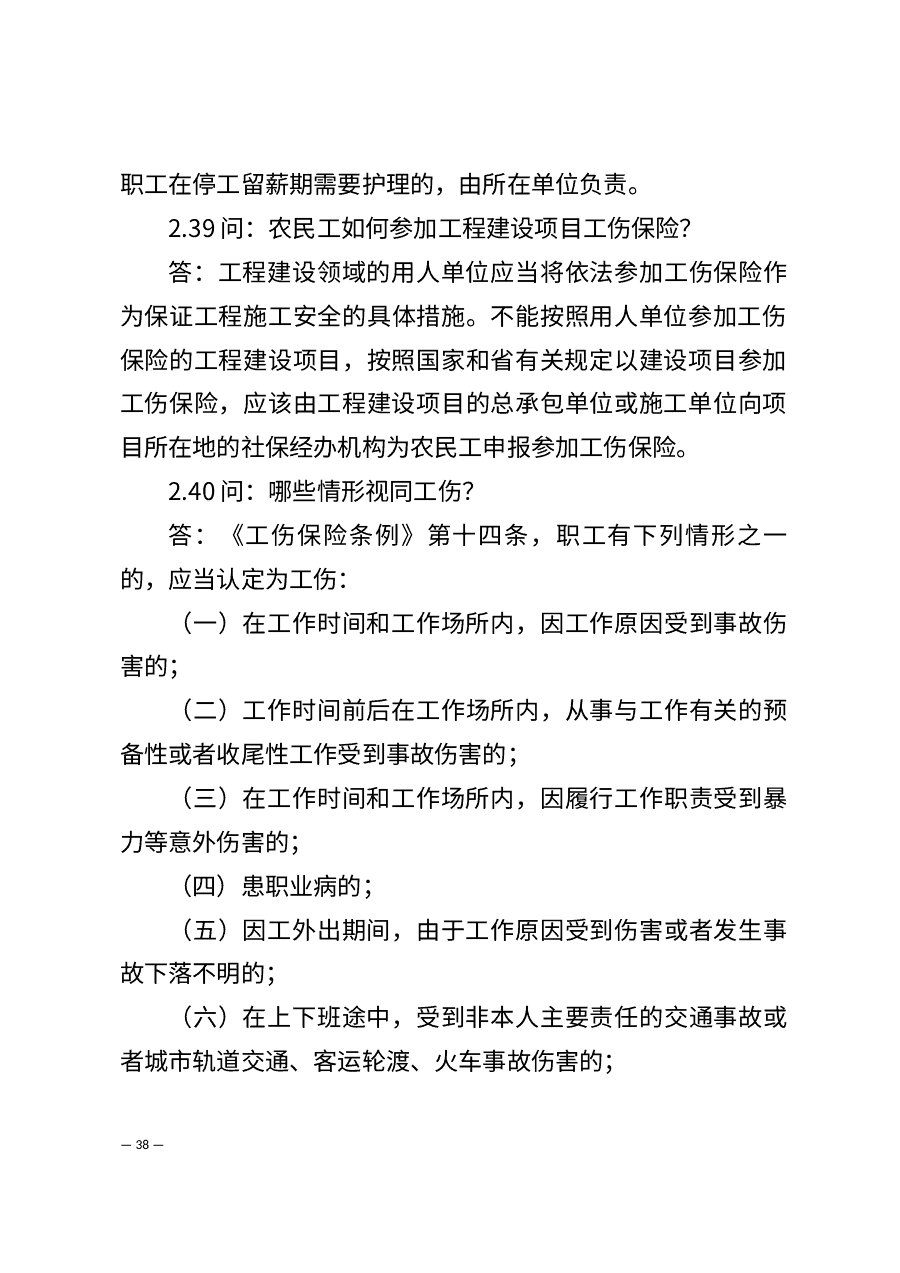 职工在停工留薪期需要护理的，由所在单位负责。
2.39 问：农民工如何参加工程建设项目工伤保险？
答：工程建设领域的用人单位应当将依法参加工伤保险作
为保证工程施工安全的具体措施。不能按照用人单位参加工伤
保险的工程建设项目，按照国家和省有关规定以建设项目参加
工伤保险，应该由工程建设项目的总承包单位或施工单位向项
目所在地的社保经办机构为农民工申报参加工伤保险。
2.40 问：哪些情形视同工伤？
答：《工伤保险条例》第十四条，职工有下列情形之一
的，应当认定为工伤：
（一）在工作时间和工作场所内，因工作原因受到事故伤
害的；
（二）工作时间前后在工作场所内，从事与工作有关的预
备性或者收尾性工作受到事故伤害的；
（三）在工作时间和工作场所内，因履行工作职责受到暴
力等意外伤害的；
（四）患职业病的；
（五）因工外出期间，由于工作原因受到伤害或者发生事
故下落不明的；
（六）在上下班途中，受到非本人主要责任的交通事故或
者城市轨道交通、客运轮渡、火车事故伤害的；
— 38 —